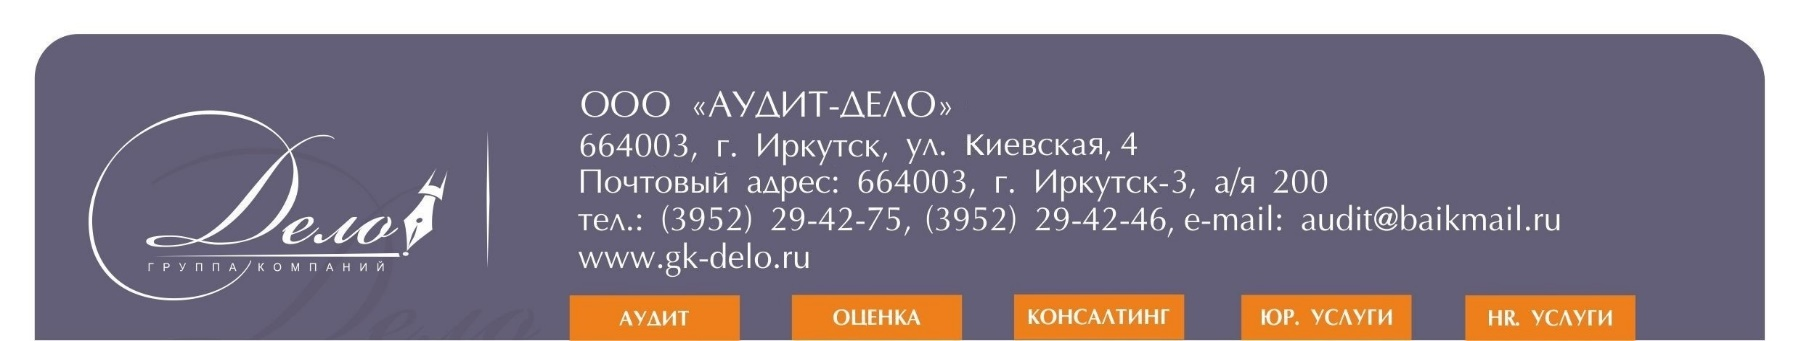 Дело
ГРУППА КОМПАНИЙ
ООО «АУДИТ-ДЕЛО»
664003, г. Иркутск, ул. Киевская, 4
Почтовый адрес: 664003, г. Иркутск-3, а/я 200
тел.: (3952) 29-42-75, (3952) 29-42-46, e-mail: audit@baikmail.ru
www.gk-delo.ru
АУДИТ
ОЦЕНКА
КОНСАЛТИНГ
ЮР. УСЛУГИ
HR. УСЛУГИ